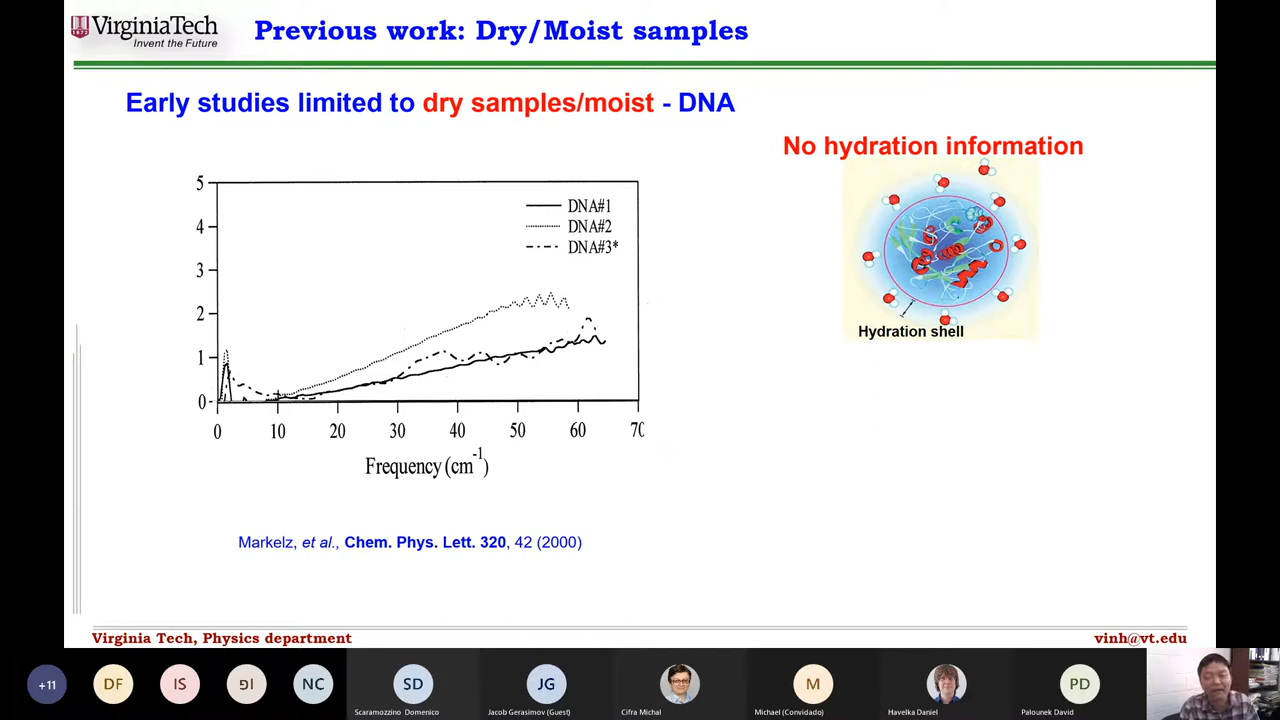 VirginiaTech
Invent the Future
Previous work: Dry/Moist samples
Early studies limited to dry samples/moist - DNA
No hydration information
5
4
3
2
1
0
DNA#1
DNA#2
DNA#3*
0 10 20 30 40 50 60 70
Frequency (cm-1)
Hydration shell
Markelz, et al., Chem. Phys. Lett. 320, 42 (2000)
Virginia Tech, Physics department
vinh@vt.edu
+11
DF
IS
פו
NC
SD
JG
M
PD
Scaramozzino Domenico
Jacob Gerasimov (Guest)
Cifra Michal
Michael (Convidado)
Havelka Daniel
Palounek David